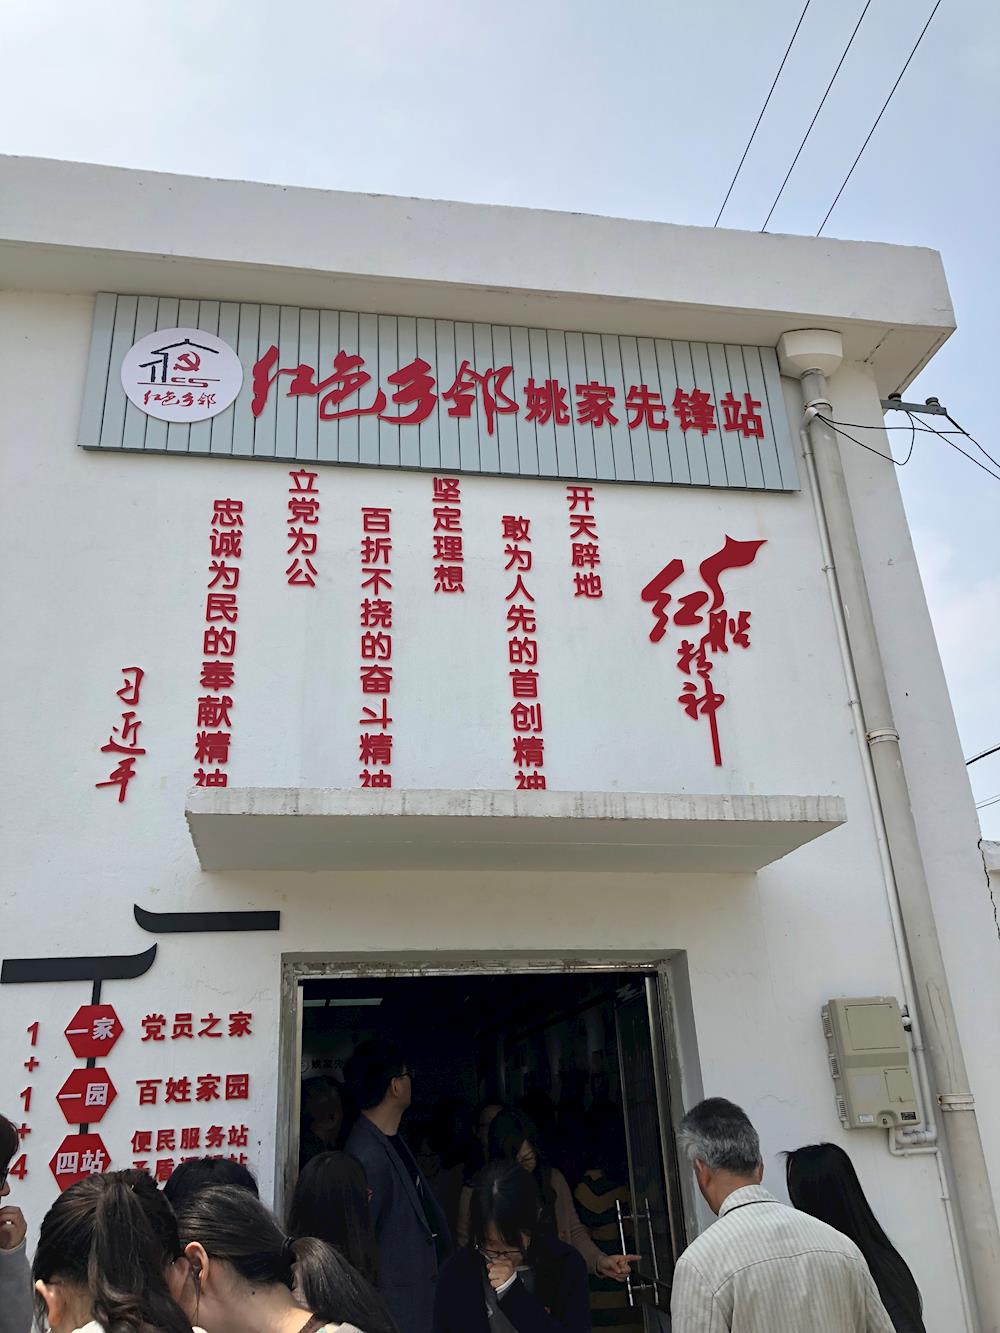 红色乡邻
红色乡邻 姚家先锋站
红船精神
开天辟地
敢为人先的首创精神
坚定理想
百折不挠的奋斗精神
立党为公
忠诚为民的奉献精神
习近平
1+1+4
一家 党员之家
一园 百姓家园
四站 便民服务站
姚家先